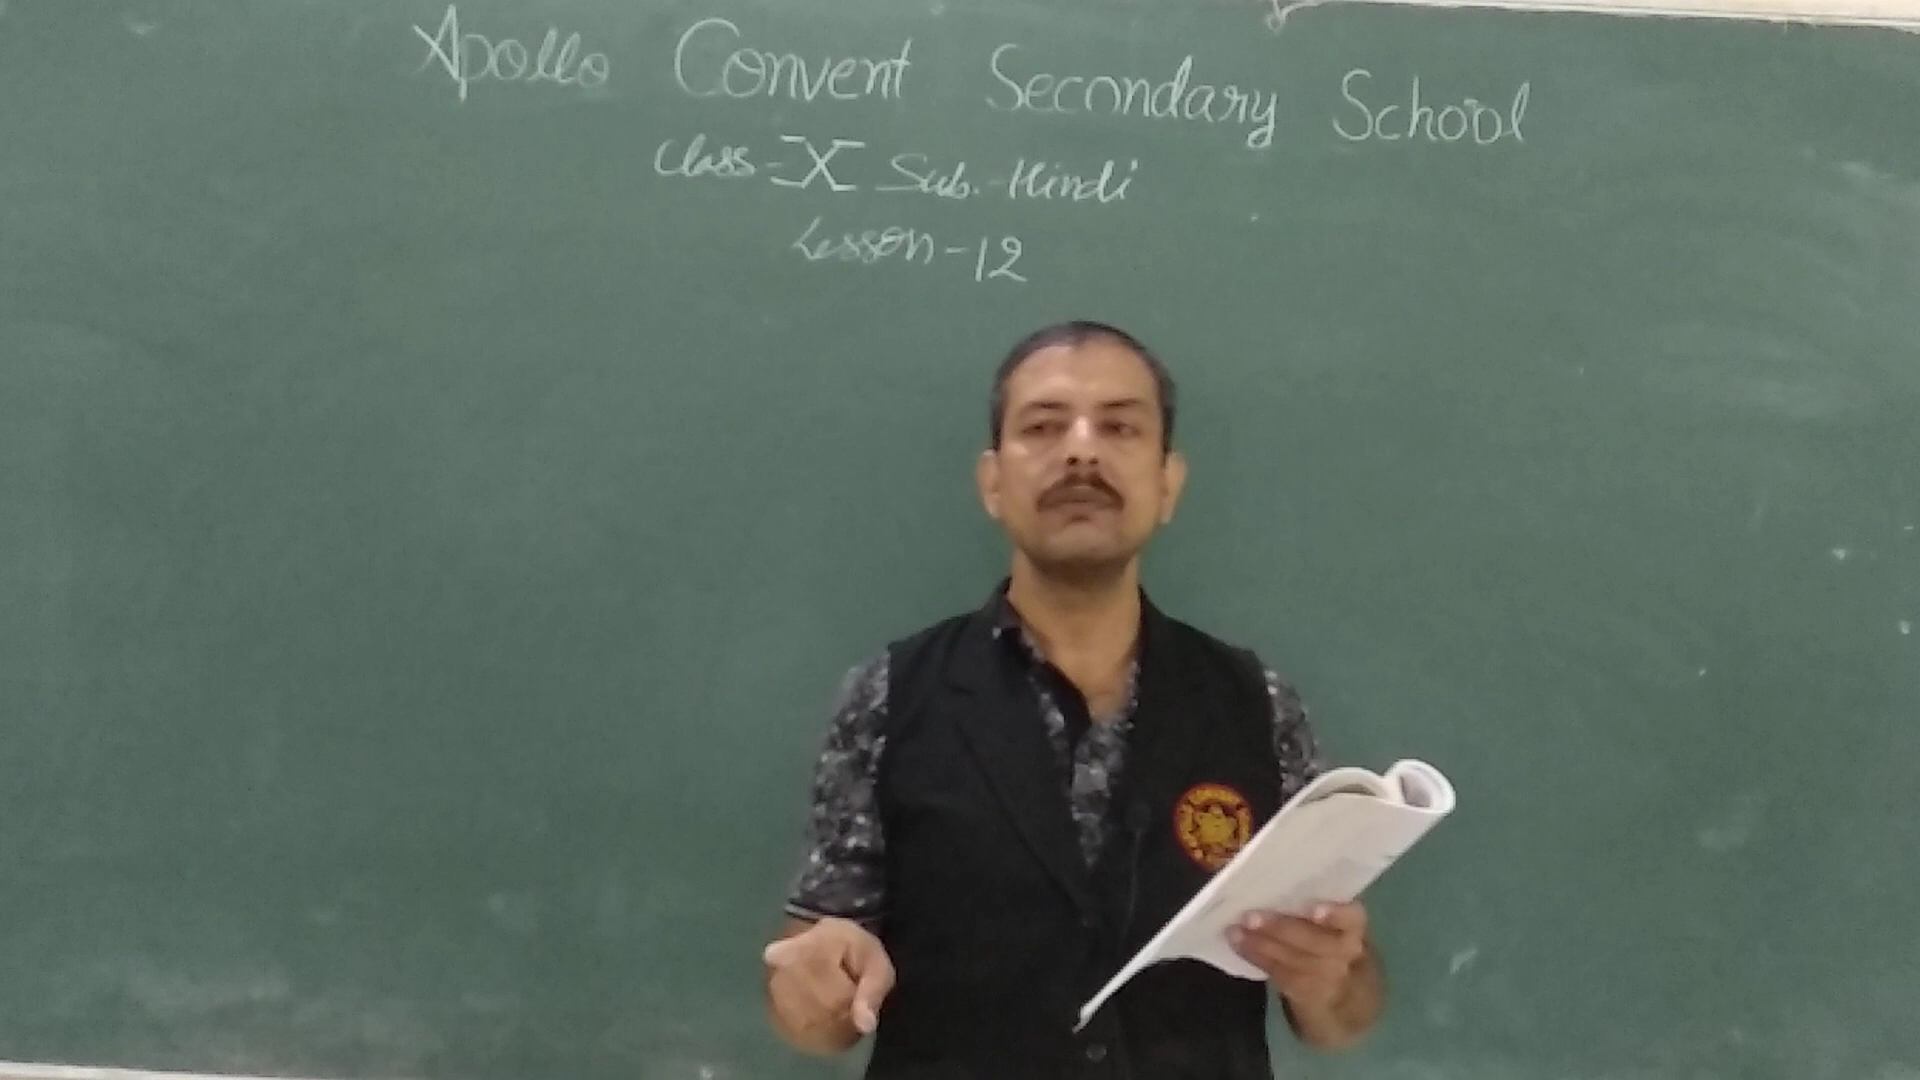 Apollo Convent Secondary School
Class-X Sub.-Hindi
Lesson-12